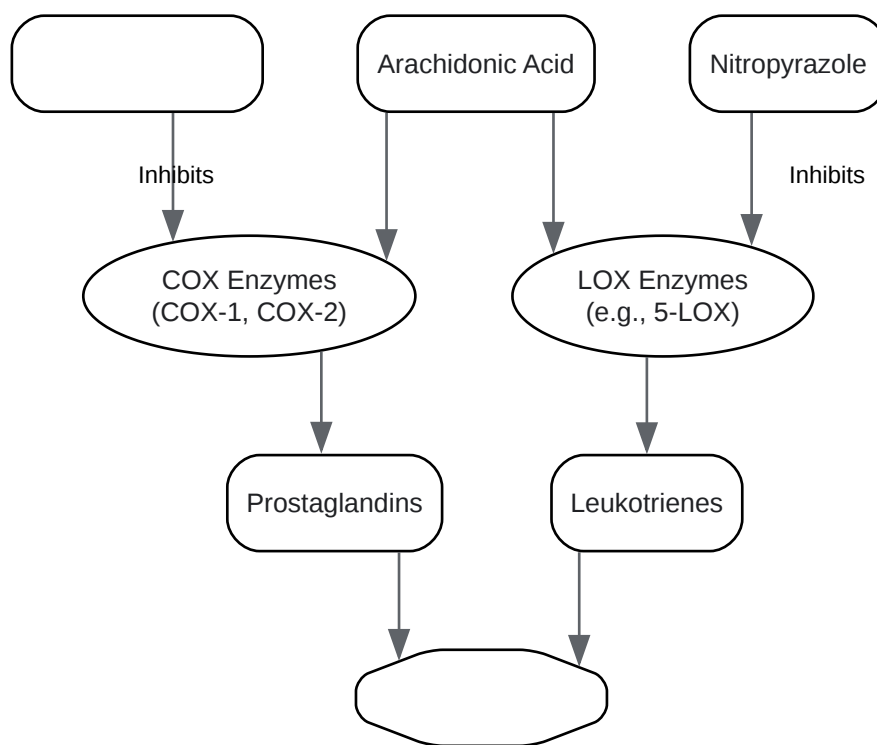 Arachidonic Acid
Nitropyrazole
Inhibits
Inhibits
COX Enzymes
(COX-1, COX-2)
LOX Enzymes
(e.g., 5-LOX)
Prostaglandins
Leukotrienes